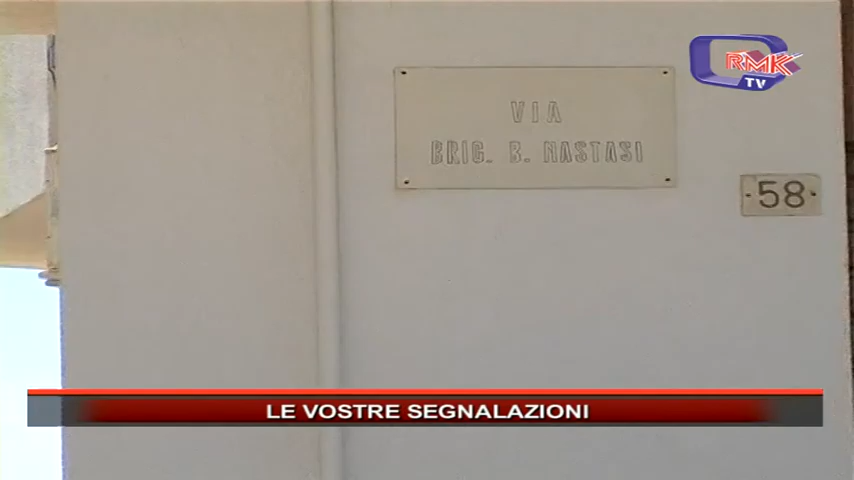 RMK
TV
VIA
BRIG. B. NASTASI
58
LE VOSTRE SEGNALAZIONI